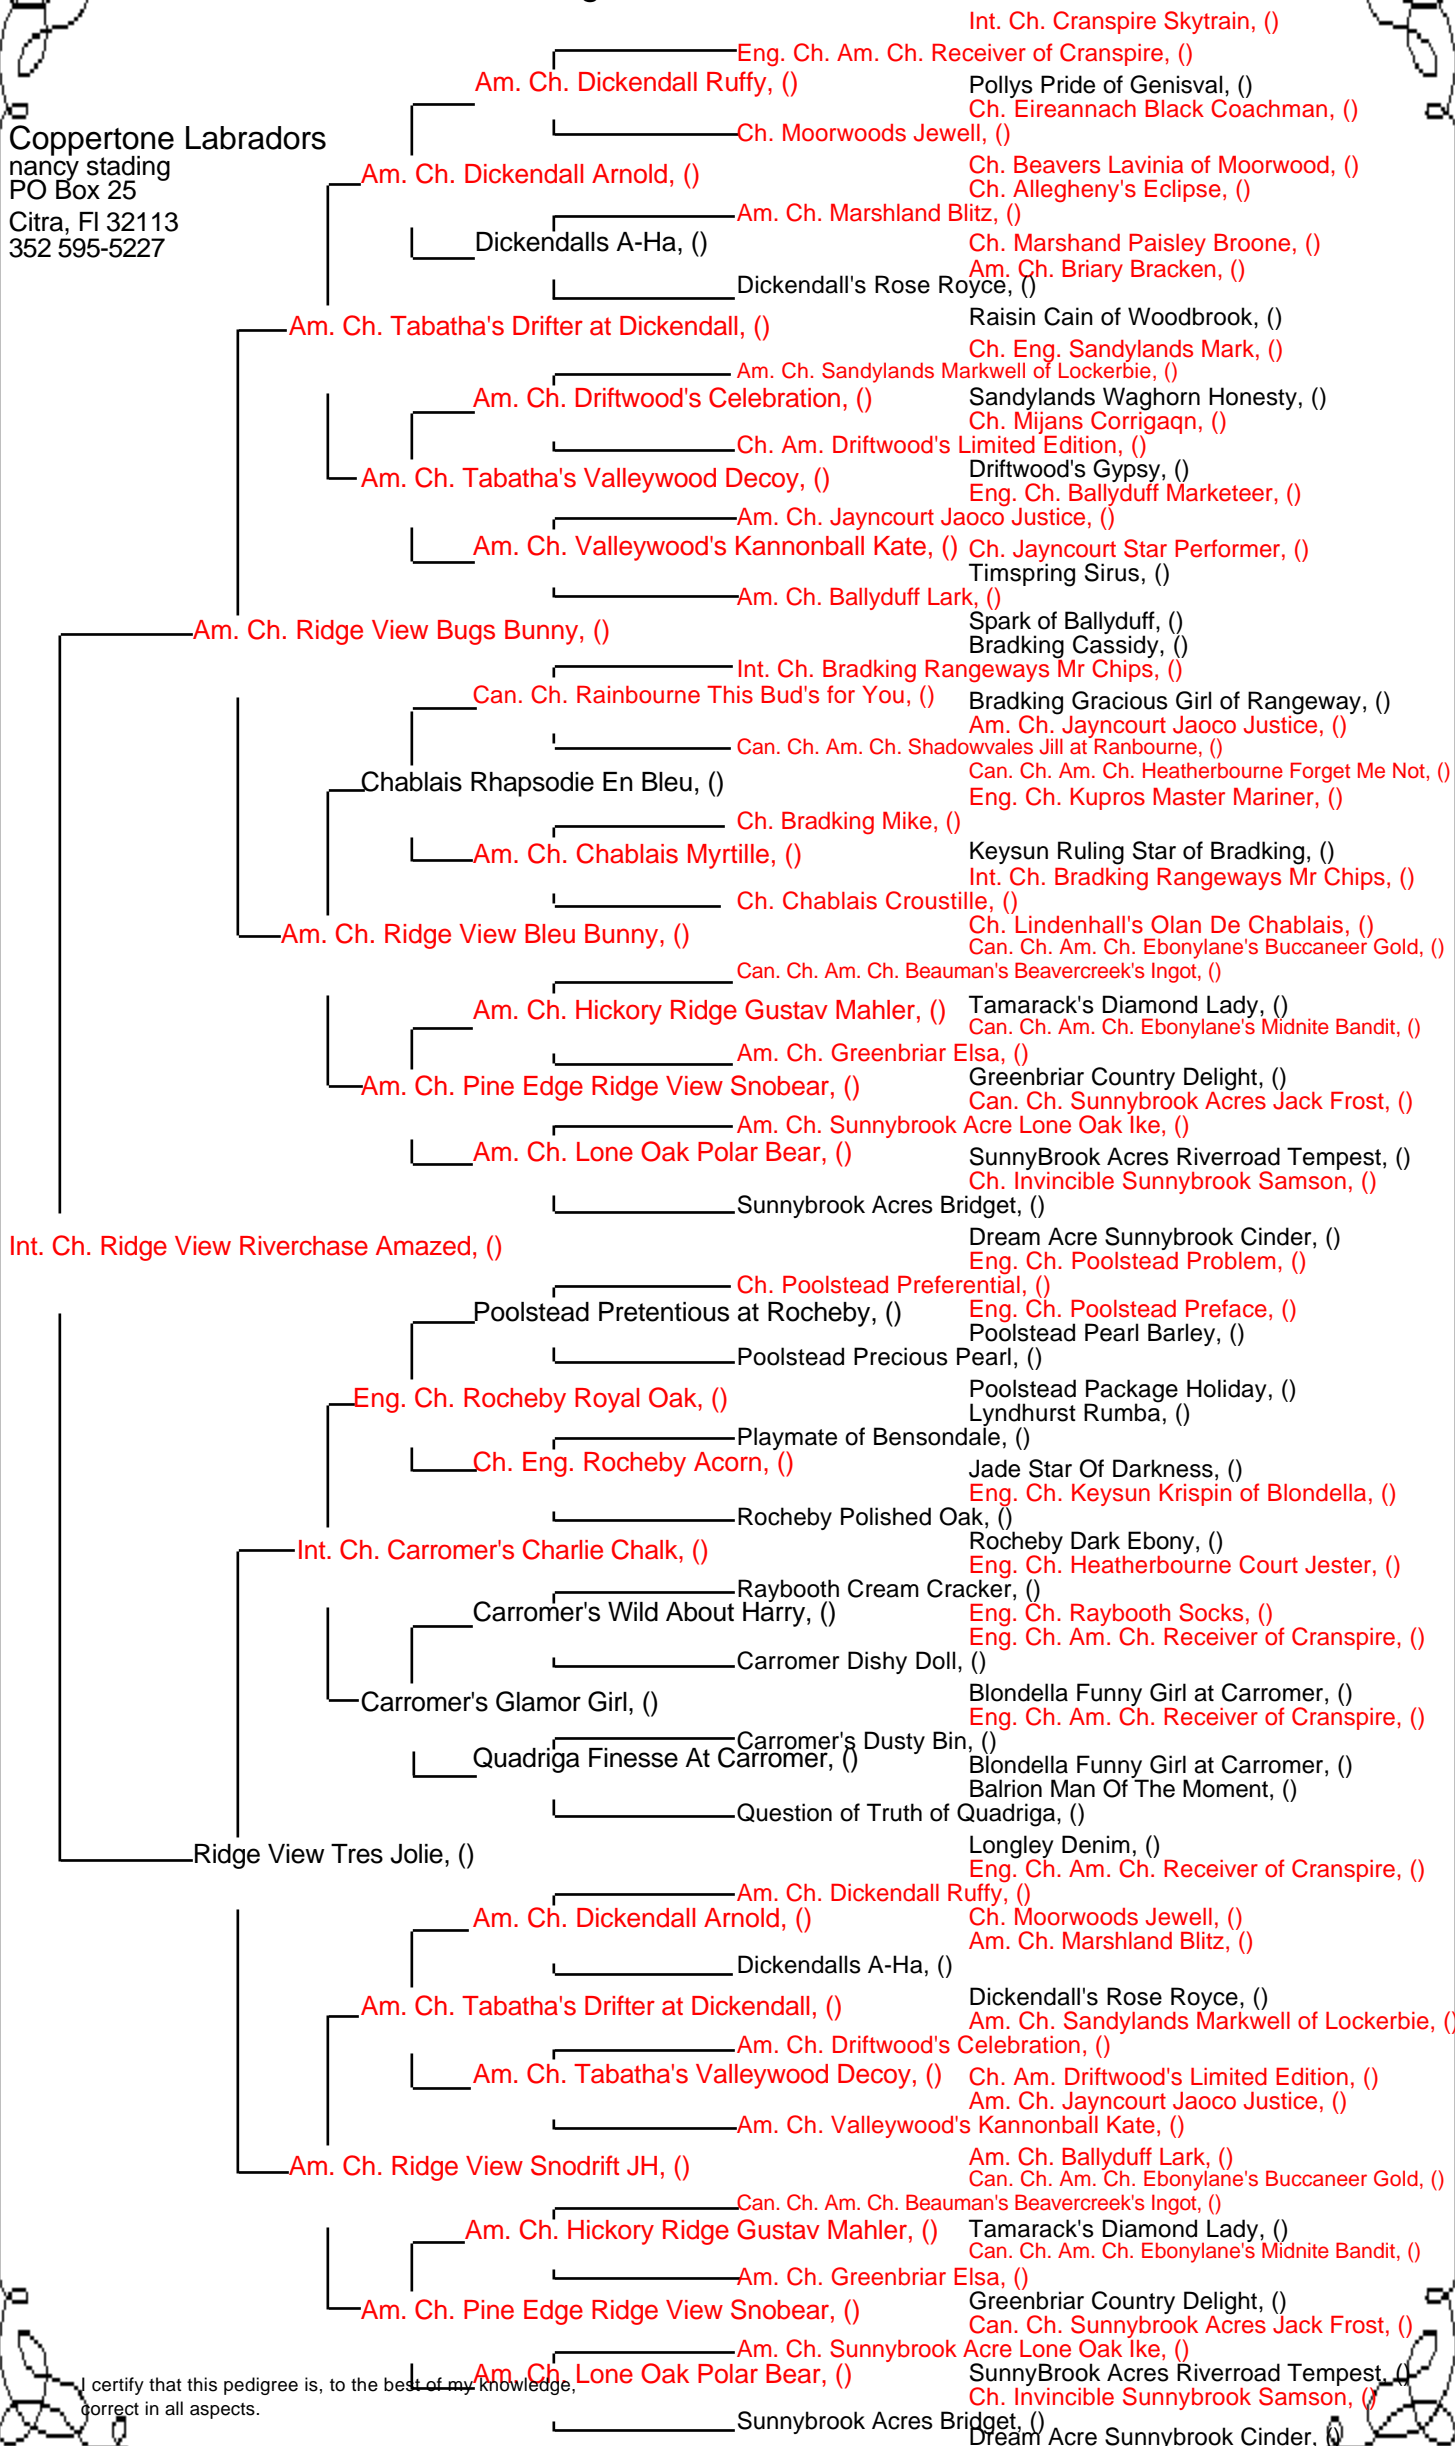 Int. Ch. Cranspire Skytrain, ()
Eng. Ch. Am. Ch. Receiver of Cranspire, ()
Am. Ch. Dickendall Ruffy, ()
Pollys Pride of Genisval, ()
Ch. Eireannach Black Coachman, ()
Coppertone Labradors
Ch. Moorwoods Jewell, ()
nancy stading
Ch. Beavers Lavinia of Moorwood, ()
Am. Ch. Dickendall Arnold, ()
PO Box 25
Ch. Allegheny's Eclipse, ()
Am. Ch. Marshland Blitz, ()
Citra, Fl 32113
Dickendalls A-Ha, ()
Ch. Marshand Paisley Broone, ()
352 595-5227
Am. Ch. Briary Bracken, ()
Dickendall's Rose Royce, ()
Raisin Cain of Woodbrook, ()
Am. Ch. Tabatha's Drifter at Dickendall, ()
Ch. Eng. Sandylands Mark, ()
Am. Ch. Sandylands Markwell of Lockerbie, ()
Am. Ch. Driftwood's Celebration, ()
Sandylands Waghorn Honesty, ()
Ch. Mijans Corrigaqn, ()
Ch. Am. Driftwood's Limited Edition, ()
Driftwood's Gypsy, ()
Am. Ch. Tabatha's Valleywood Decoy, ()
Eng. Ch. Ballyduff Marketeer, ()
Am. Ch. Jayncourt Jaoco Justice, ()
Am. Ch. Valleywood's Kannonball Kate, ()
Ch. Jayncourt Star Performer, ()
Timspring Sirus, ()
Am. Ch. Ballyduff Lark, ()
Spark of Ballyduff, ()
Am. Ch. Ridge View Bugs Bunny, ()
Bradking Cassidy, ()
Int. Ch. Bradking Rangeways Mr Chips, ()
Can. Ch. Rainbourne This Bud's for You, ()
Bradking Gracious Girl of Rangeway, ()
Am. Ch. Jayncourt Jaoco Justice, ()
Can. Ch. Am. Ch. Shadowvales Jill at Ranbourne, ()
Can. Ch. Am. Ch. Heatherbourne Forget Me Not, ()
Chablais Rhapsodie En Bleu, ()
Eng. Ch. Kupros Master Mariner, ()
Ch. Bradking Mike, ()
Am. Ch. Chablais Myrtille, ()
Keysun Ruling Star of Bradking, ()
Int. Ch. Bradking Rangeways Mr Chips, ()
Ch. Chablais Croustille, ()
Ch. Lindenhall's Olan De Chablais, ()
Am. Ch. Ridge View Bleu Bunny, ()
Can. Ch. Am. Ch. Ebonylane's Buccaneer Gold, ()
Can. Ch. Am. Ch. Beauman's Beavercreek's Ingot, ()
Am. Ch. Hickory Ridge Gustav Mahler, ()
Tamarack's Diamond Lady, ()
Can. Ch. Am. Ch. Ebonylane's Midnite Bandit, ()
Am. Ch. Greenbriar Elsa, ()
Greenbriar Country Delight, ()
Am. Ch. Pine Edge Ridge View Snobear, ()
Can. Ch. Sunnybrook Acres Jack Frost, ()
Am. Ch. Sunnybrook Acre Lone Oak Ike, ()
Am. Ch. Lone Oak Polar Bear, ()
SunnyBrook Acres Riverroad Tempest, ()
Ch. Invincible Sunnybrook Samson, ()
Sunnybrook Acres Bridget, ()
Dream Acre Sunnybrook Cinder, ()
Int. Ch. Ridge View Riverchase Amazed, ()
Eng. Ch. Poolstead Problem, ()
Ch. Poolstead Preferential, ()
Poolstead Pretentious at Rocheby, ()
Eng. Ch. Poolstead Preface, ()
Poolstead Pearl Barley, ()
Poolstead Precious Pearl, ()
Poolstead Package Holiday, ()
Eng. Ch. Rocheby Royal Oak, ()
Lyndhurst Rumba, ()
Playmate of Bensondale, ()
Ch. Eng. Rocheby Acorn, ()
Jade Star Of Darkness, ()
Eng. Ch. Keysun Krispin of Blondella, ()
Rocheby Polished Oak, ()
Rocheby Dark Ebony, ()
Int. Ch. Carromer's Charlie Chalk, ()
Eng. Ch. Heatherbourne Court Jester, ()
Raybooth Cream Cracker, ()
Carromer's Wild About Harry, ()
Eng. Ch. Raybooth Socks, ()
Eng. Ch. Am. Ch. Receiver of Cranspire, ()
Carromer Dishy Doll, ()
Blondella Funny Girl at Carromer, ()
Carromer's Glamor Girl, ()
Eng. Ch. Am. Ch. Receiver of Cranspire, ()
Carromer's Dusty Bin, ()
Quadriga Finesse At Carromer, ()
Blondella Funny Girl at Carromer, ()
Balrion Man Of The Moment, ()
Question of Truth of Quadriga, ()
Longley Denim, ()
Ridge View Tres Jolie, ()
Eng. Ch. Am. Ch. Receiver of Cranspire, ()
Am. Ch. Dickendall Ruffy, ()
Am. Ch. Dickendall Arnold, ()
Ch. Moorwoods Jewell, ()
Am. Ch. Marshland Blitz, ()
Dickendalls A-Ha, ()
Dickendall's Rose Royce, ()
Am. Ch. Tabatha's Drifter at Dickendall, ()
Am. Ch. Sandylands Markwell of Lockerbie, ()
Am. Ch. Driftwood's Celebration, ()
Am. Ch. Tabatha's Valleywood Decoy, ()
Ch. Am. Driftwood's Limited Edition, ()
Am. Ch. Jayncourt Jaoco Justice, ()
Am. Ch. Valleywood's Kannonball Kate, ()
Am. Ch. Ballyduff Lark, ()
Am. Ch. Ridge View Snodrift JH, ()
Can. Ch. Am. Ch. Ebonylane's Buccaneer Gold, ()
Can. Ch. Am. Ch. Beauman's Beavercreek's Ingot, ()
Am. Ch. Hickory Ridge Gustav Mahler, ()
Tamarack's Diamond Lady, ()
Can. Ch. Am. Ch. Ebonylane's Midnite Bandit, ()
Am. Ch. Greenbriar Elsa, ()
Greenbriar Country Delight, ()
Am. Ch. Pine Edge Ridge View Snobear, ()
Can. Ch. Sunnybrook Acres Jack Frost, ()
Am. Ch. Sunnybrook Acre Lone Oak Ike, ()
Am. Ch. Lone Oak Polar Bear, ()
SunnyBrook Acres Riverroad Tempest, ()
I certify that this pedigree is, to the best of my knowledge,
Ch. Invincible Sunnybrook Samson, ()
correct in all aspects.
Sunnybrook Acres Bridget, ()
Dream Acre Sunnybrook Cinder, ()